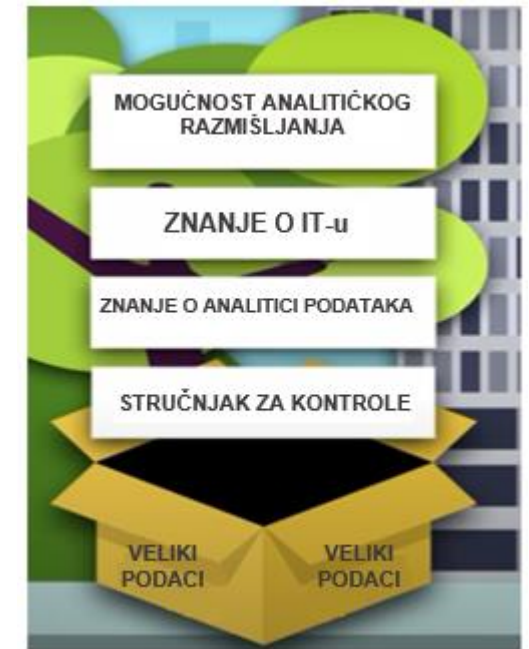 MOGUĆNOST ANALITIČKOG
RAZMIŠLJANJA
ZNANJE O IT-u
ZNANJE O ANALITICI PODATAKA
STRUČNJAK ZA KONTROLE
VELIKI
PODACI
VELIKI
PODACI